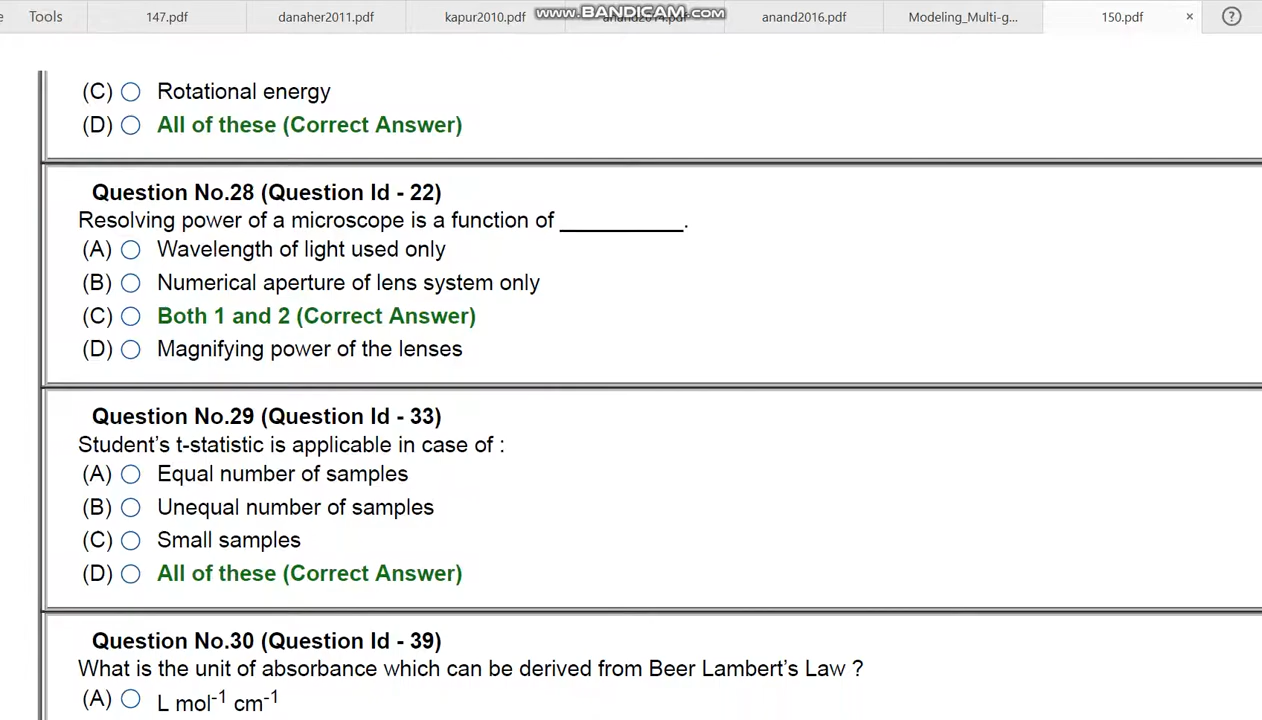 Tools 147.pdf danaher2011.pdf kapur2010.pdf anand2014.pdf anand2016.pdf Modeling_Multi-g... 150.pdf × ?
www.BANDICAM.com
(C) Rotational energy
(D) All of these (Correct Answer)
Question No.28 (Question Id - 22)
Resolving power of a microscope is a function of __________.
(A) Wavelength of light used only
(B) Numerical aperture of lens system only
(C) Both 1 and 2 (Correct Answer)
(D) Magnifying power of the lenses
Question No.29 (Question Id - 33)
Student’s t-statistic is applicable in case of :
(A) Equal number of samples
(B) Unequal number of samples
(C) Small samples
(D) All of these (Correct Answer)
Question No.30 (Question Id - 39)
What is the unit of absorbance which can be derived from Beer Lambert’s Law ?
(A) L mol⁻¹ cm⁻¹